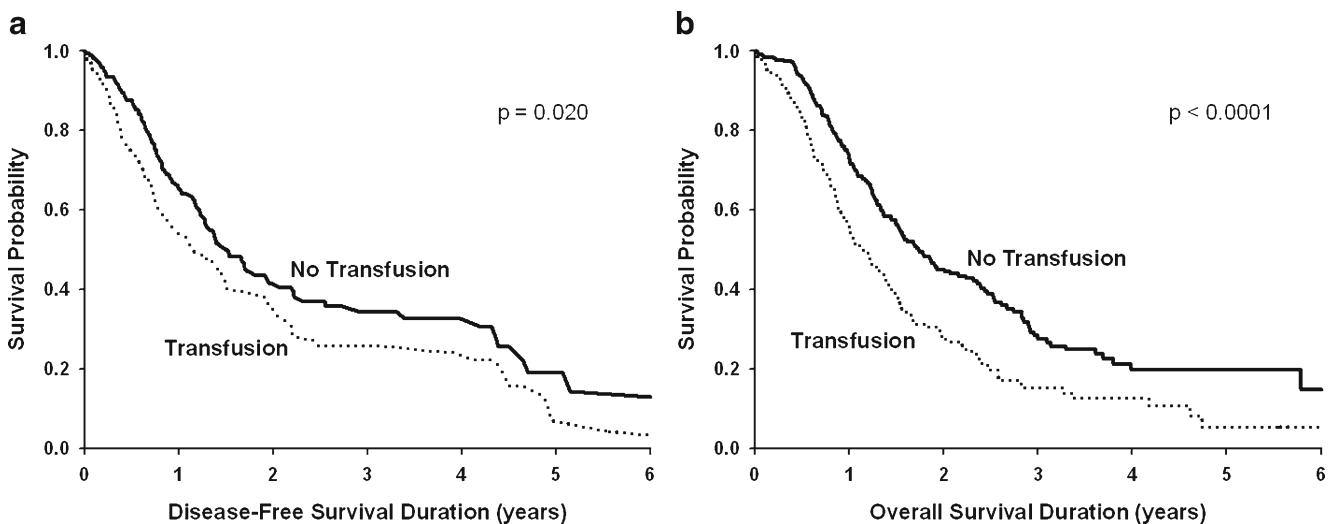 a
1.0
0.8
0.6
0.4
0.2
0.0
Survival Probability
p = 0.020
No Transfusion
Transfusion
0 1 2 3 4 5 6
Disease-Free Survival Duration (years)
b
1.0
0.8
0.6
0.4
0.2
0.0
Survival Probability
p < 0.0001
No Transfusion
Transfusion
0 1 2 3 4 5 6
Overall Survival Duration (years)